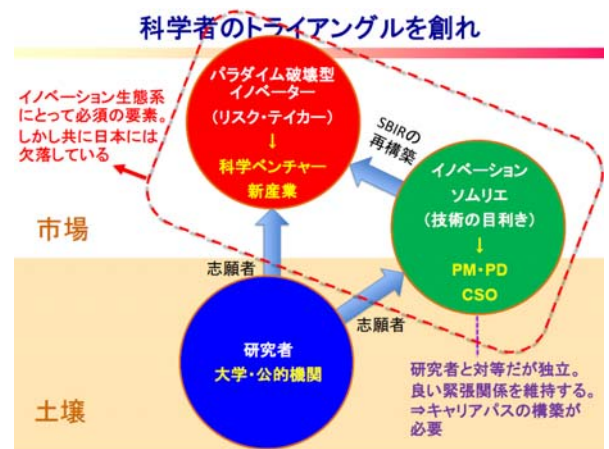 科学者のトライアングルを創れ
イノベーション生態系
にとって必須の要素。
しかし共に日本には
欠落している
パラダイム破壊型
イノベーター
(リスク・テイカー)
↓
科学ベンチャー
新産業
SBIRの
再構築
イノベーション
ソムリエ
(技術の目利き)
↓
PM・PD
CSO
市場
志願者
志願者
研究者
大学・公的機関
研究者と対等だが独立。
良い緊張関係を維持する。
⇒キャリアパスの構築が
必要
土壌